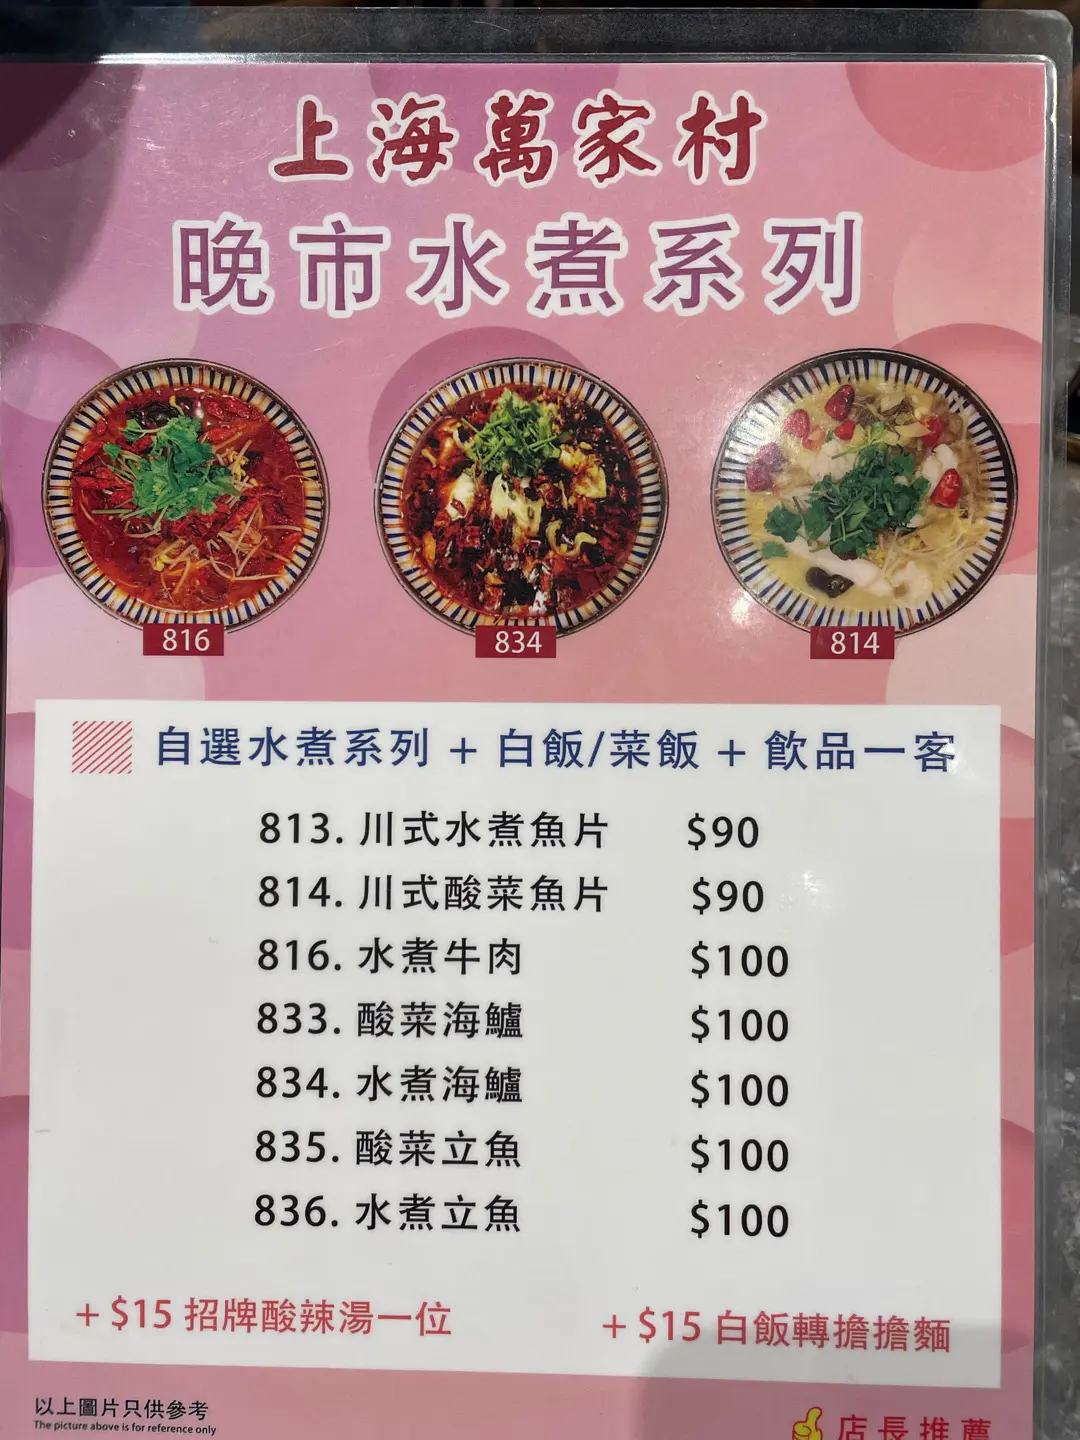 上海萬家村
晚市水煮系列
816
834
814
自選水煮系列 + 白飯/菜飯 + 飲品一客
813. 川式水煮魚片 $90
814. 川式酸菜魚片 $90
816. 水煮牛肉 $100
833. 酸菜海鱸 $100
834. 水煮海鱸 $100
835. 酸菜立魚 $100
836. 水煮立魚 $100
+ $15 招牌酸辣湯一位 + $15 白飯轉擔擔麵
以上圖片只供參考
The picture above is for reference only
店長推薦